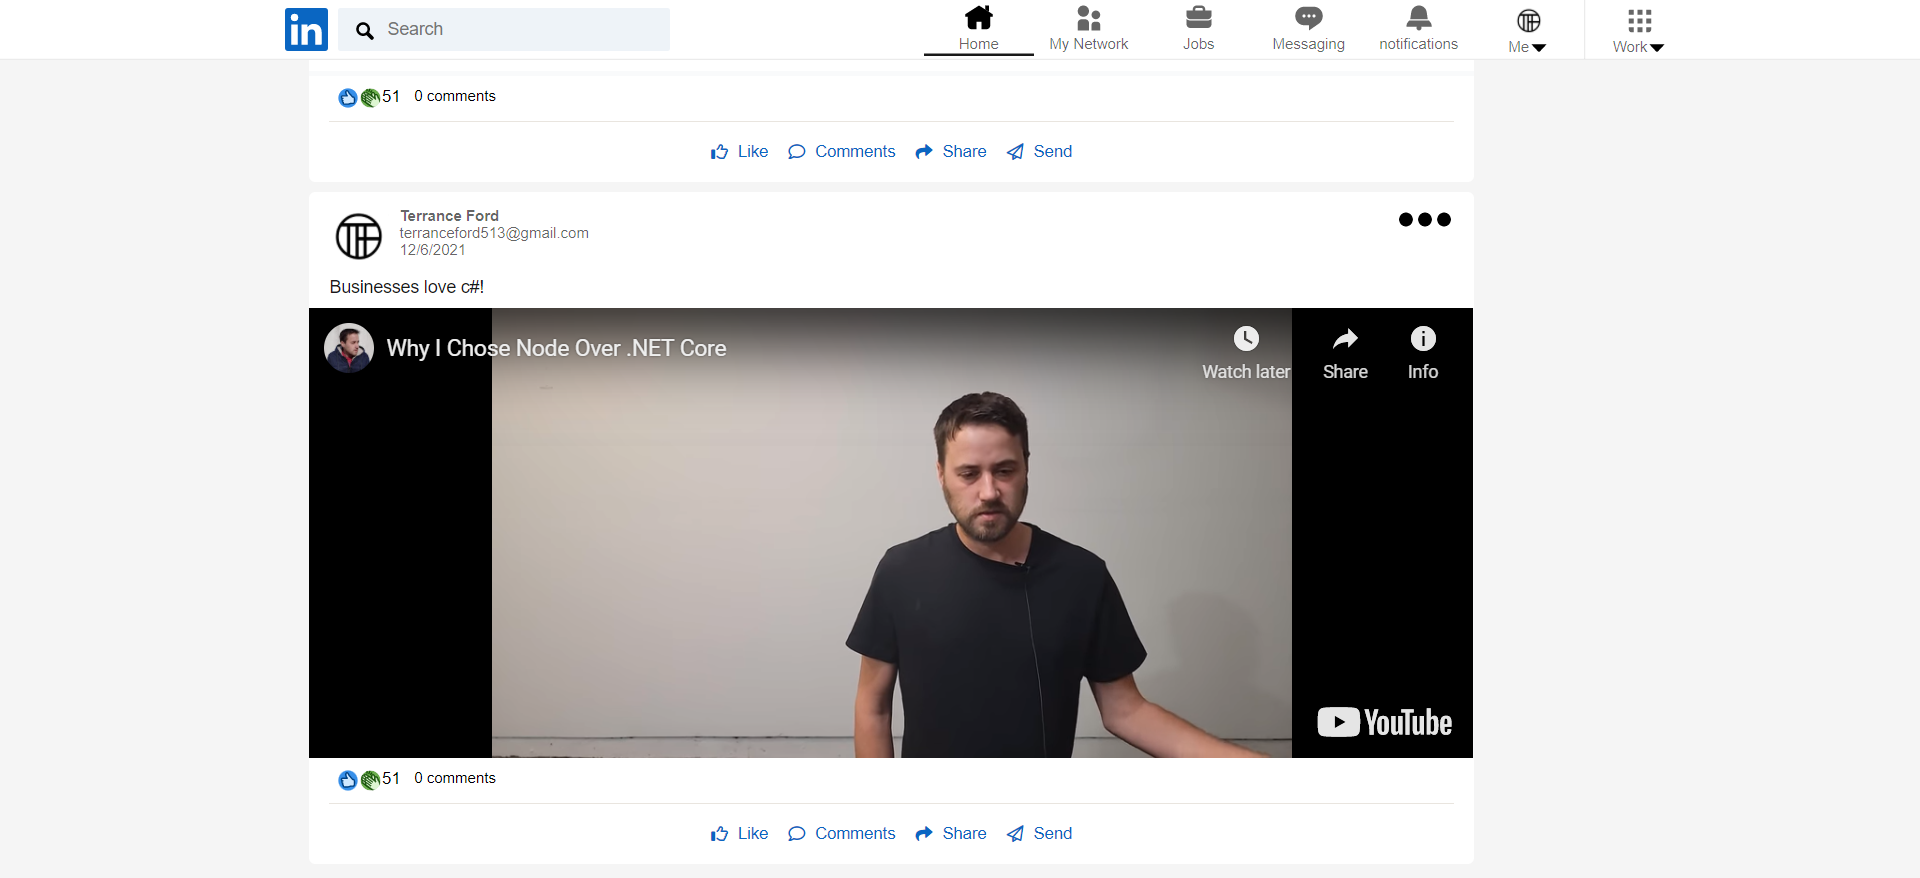 in
Search
Home
My Network
Jobs
Messaging
notifications
Me
Work
51 0 comments
Like Comments Share Send
Terrance Ford
terranceford513@gmail.com
12/6/2021
Businesses love c#!
Why I Chose Node Over .NET Core
Watch later
Share
Info
YouTube
51 0 comments
Like Comments Share Send